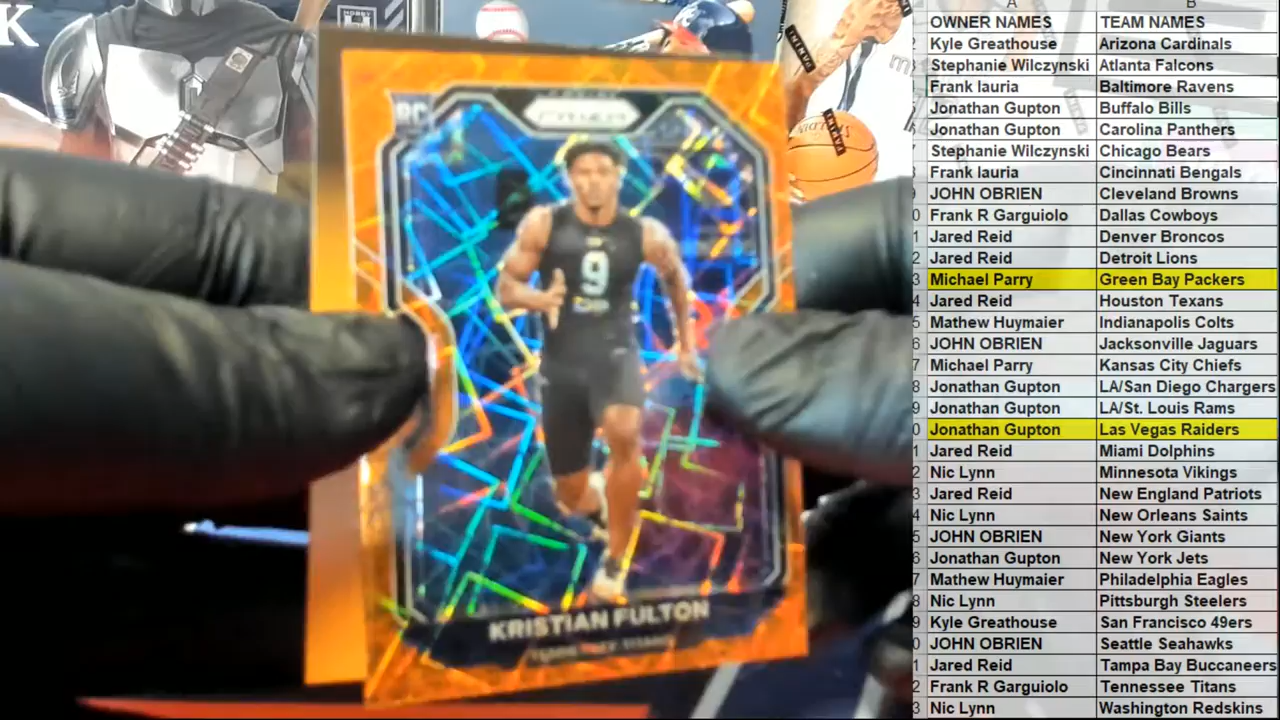 A B
OWNER NAMES TEAM NAMES
Kyle Greathouse Arizona Cardinals
Stephanie Wilczynski Atlanta Falcons
Frank Iauria Baltimore Ravens
Jonathan Gupton Buffalo Bills
Jonathan Gupton Carolina Panthers
Stephanie Wilczynski Chicago Bears
Frank Iauria Cincinnati Bengals
JOHN OBRIEN Cleveland Browns
Frank R Garguiolo Dallas Cowboys
Jared Reid Denver Broncos
Jared Reid Detroit Lions
Michael Parry Green Bay Packers
Jared Reid Houston Texans
Mathew Huymaier Indianapolis Colts
JOHN OBRIEN Jacksonville Jaguars
Michael Parry Kansas City Chiefs
Jonathan Gupton LA/San Diego Chargers
Jonathan Gupton LA/St. Louis Rams
Jonathan Gupton Las Vegas Raiders
Jared Reid Miami Dolphins
Nic Lynn Minnesota Vikings
Jared Reid New England Patriots
Nic Lynn New Orleans Saints
JOHN OBRIEN New York Giants
Jonathan Gupton New York Jets
Mathew Huymaier Philadelphia Eagles
Nic Lynn Pittsburgh Steelers
Kyle Greathouse San Francisco 49ers
JOHN OBRIEN Seattle Seahawks
Jared Reid Tampa Bay Buccaneers
Frank R Garguiolo Tennessee Titans
Nic Lynn Washington Redskins
K
HOBBY
PANINI
RC
PRIZM
9
KRISTIAN FULTON
TENNESSEE TITANS